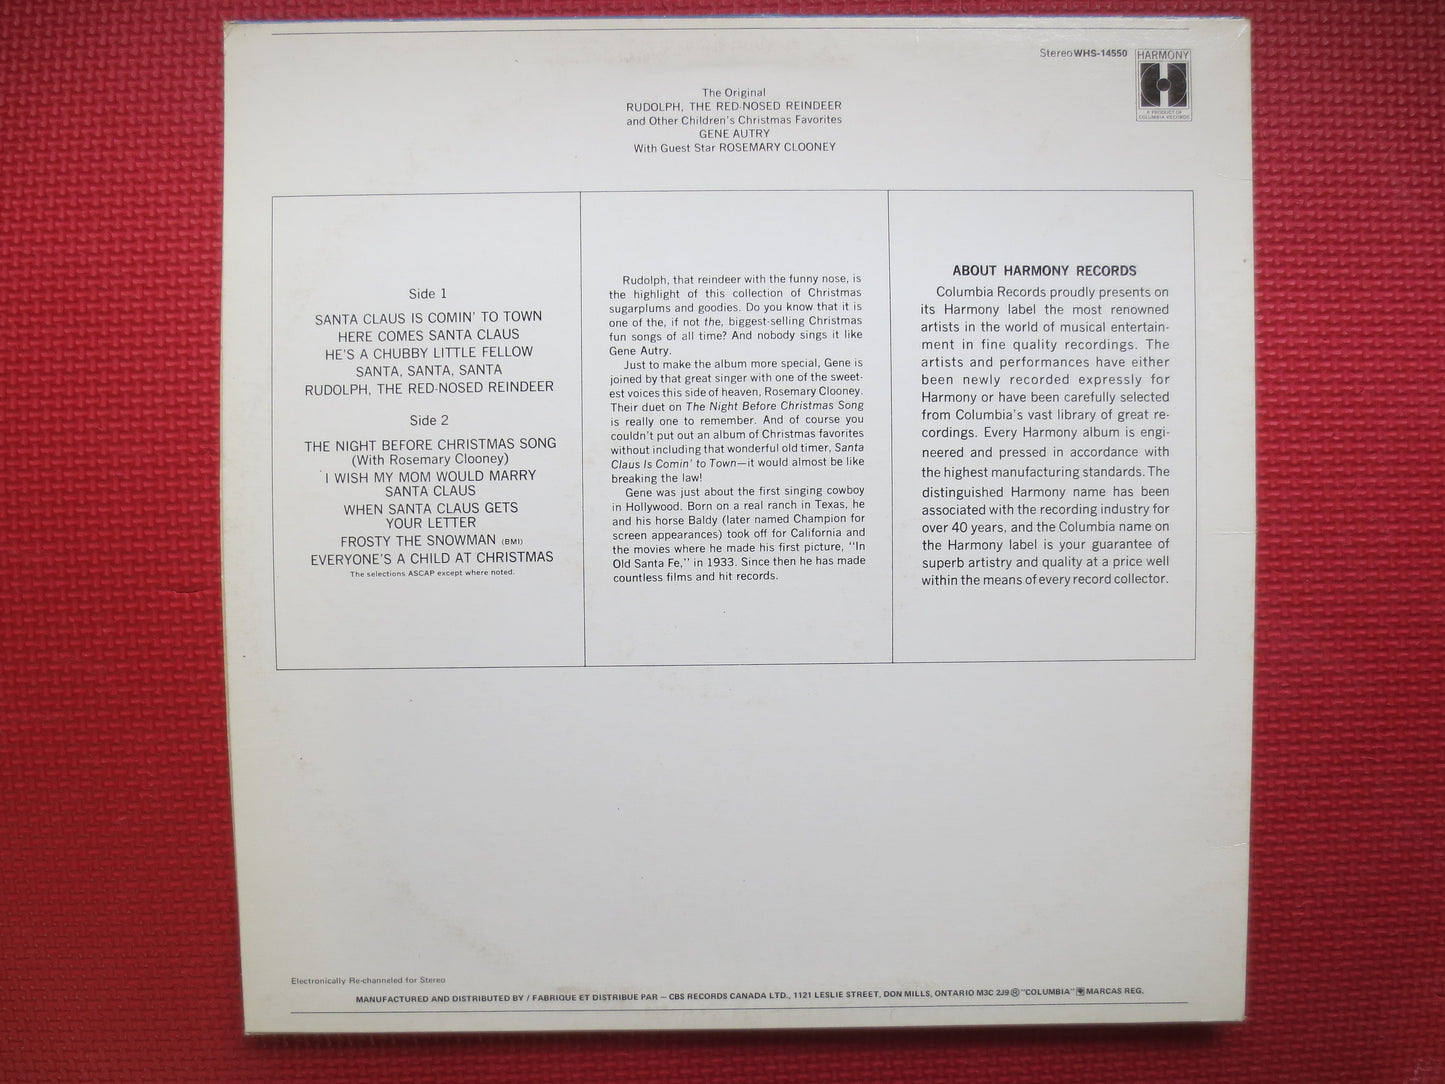 StereoWHS-14550
HARMONY
H
A PRODUCT OF
COLUMBIA RECORDS
The Original
RUDOLPH, THE RED-NOSED REINDEER
and Other Children's Christmas Favorites
GENE AUTRY
With Guest Star ROSEMARY CLOONEY
Side 1
SANTA CLAUS IS COMIN' TO TOWN
HERE COMES SANTA CLAUS
HE'S A CHUBBY LITTLE FELLOW
SANTA, SANTA, SANTA
RUDOLPH, THE RED-NOSED REINDEER
Side 2
THE NIGHT BEFORE CHRISTMAS SONG
(With Rosemary Clooney)
I WISH MY MOM WOULD MARRY
SANTA CLAUS
WHEN SANTA CLAUS GETS
YOUR LETTER
FROSTY THE SNOWMAN (BMI)
EVERYONE'S A CHILD AT CHRISTMAS
The selections ASCAP except where noted.
Rudolph, that reindeer with the funny nose, is
the highlight of this collection of Christmas
sugarplums and goodies. Do you know that it is
one of the, if not the, biggest-selling Christmas
fun songs of all time? And nobody sings it like
Gene Autry.
Just to make the album more special, Gene is
joined by that great singer with one of the sweet-
est voices this side of heaven, Rosemary Clooney.
Their duet on The Night Before Christmas Song
is really one to remember. And of course you
couldn't put out an album of Christmas favorites
without including that wonderful old timer, Santa
Claus Is Comin' to Town—it would almost be like
breaking the law!
Gene was just about the first singing cowboy
in Hollywood. Born on a real ranch in Texas, he
and his horse Baldy (later named Champion for
screen appearances) took off for California and
the movies where he made his first picture, "In
Old Santa Fe," in 1933. Since then he has made
countless films and hit records.
ABOUT HARMONY RECORDS
Columbia Records proudly presents on
its Harmony label the most renowned
artists in the world of musical entertain-
ment in fine quality recordings. The
artists and performances have either
been newly recorded expressly for
Harmony or have been carefully selected
from Columbia's vast library of great re-
cordings. Every Harmony album is engi-
neered and pressed in accordance with
the highest manufacturing standards. The
distinguished Harmony name has been
associated with the recording industry for
over 40 years, and the Columbia name on
the Harmony label is your guarantee of
superb artistry and quality at a price well
within the means of every record collector.
Electronically Re-channeled for Stereo
MANUFACTURED AND DISTRIBUTED BY / FABRIQUE ET DISTRIBUE PAR – CBS RECORDS CANADA LTD., 1121 LESLIE STREET, DON MILLS, ONTARIO M3C 2J9 ® "COLUMBIA" MARCAS REG.